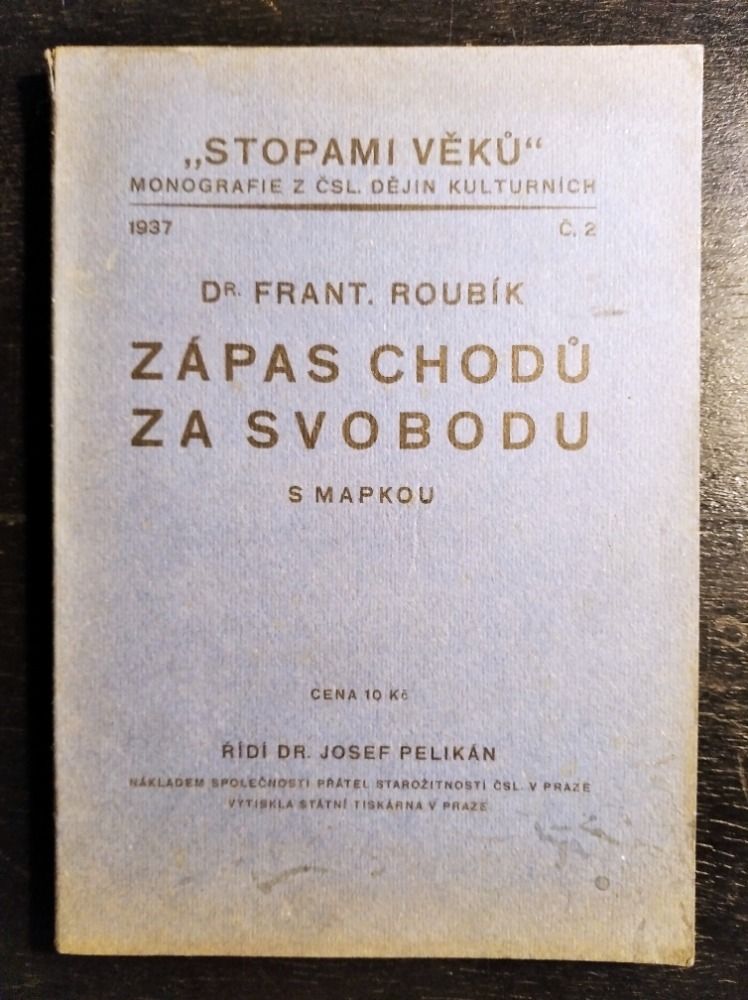 „STOPAMI VĚKŮ“
MONOGRAFIE Z ČSL. DĚJIN KULTURNÍCH
1937 Č. 2
DR. FRANT. ROUBÍK
ZÁPAS CHODŮ
ZA SVOBODU
S MAPKOU
CENA 10 Kč
ŘÍDÍ DR. JOSEF PELIKÁN
NÁKLADEM SPOLEČNOSTI PŘÁTEL STAROŽITNOSTÍ ČSL. V PRAZE
VYTISKLA STÁTNÍ TISKÁRNA V PRAZE